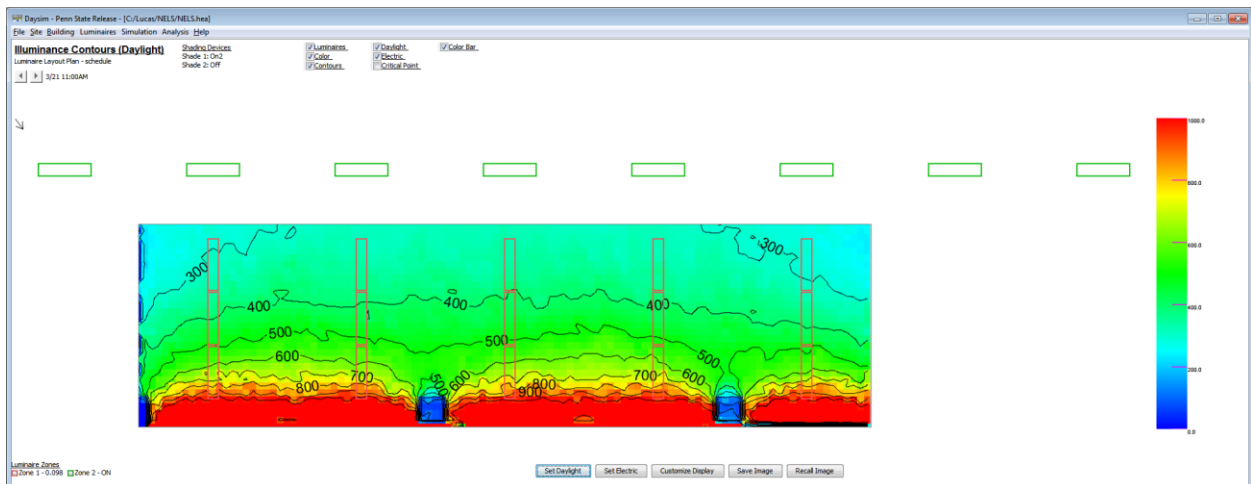 Daysim - Penn State Release - [C:/Lucas/NELS/NELS.hea]
File Site Building Luminaires Simulation Analysis Help
Illuminance Contours (Daylight)
Luminaire Layout Plan - schedule
3/21 11:00AM
Shading Devices
Shade 1: On2
Shade 2: Off
Luminaires Daylight Color Bar
Color Electric
Contours Critical Point
1000.0
800.0
600.0
400.0
200.0
0.0
300 300
400 400 400
500 500 500
600 600 600
700 700
800 800
900
500
Luminaire Zones
Zone 1 - 0.098 Zone 2 - ON
Set Daylight Set Electric Customize Display Save Image Recall Image